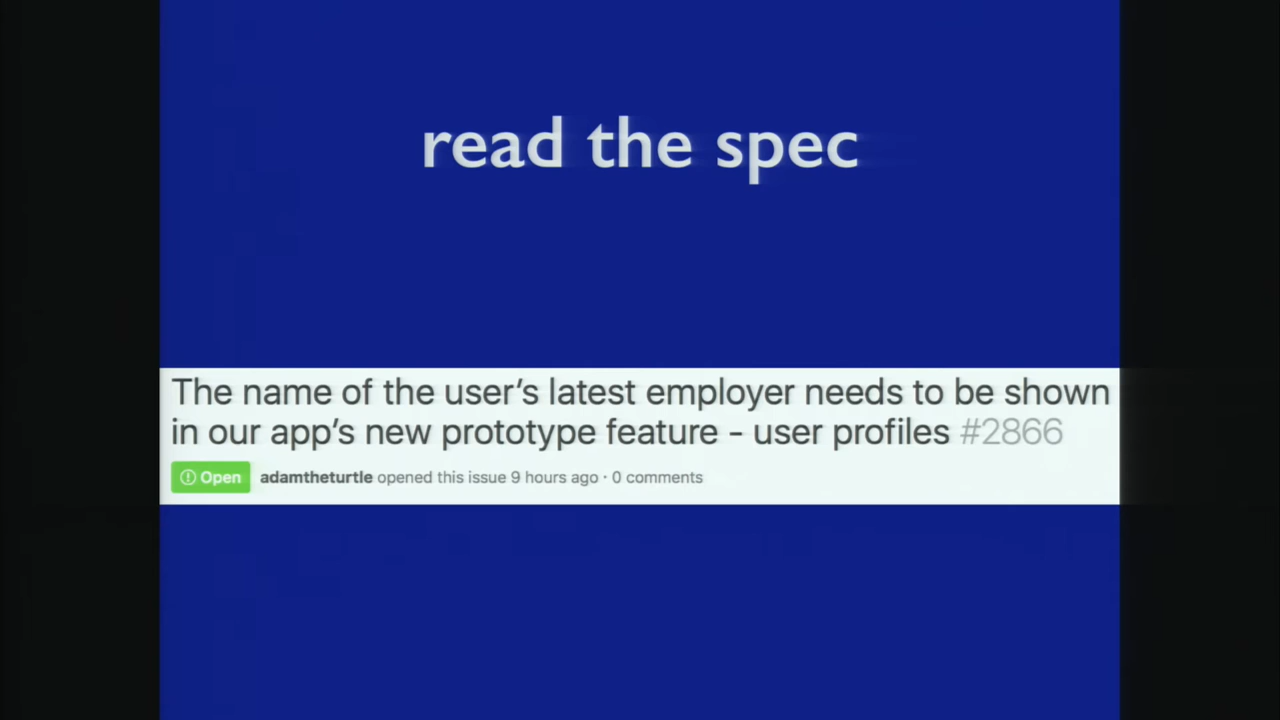 read the spec
The name of the user's latest employer needs to be shown
in our app's new prototype feature - user profiles #2866
Open adamtheturtle opened this issue 9 hours ago · 0 comments